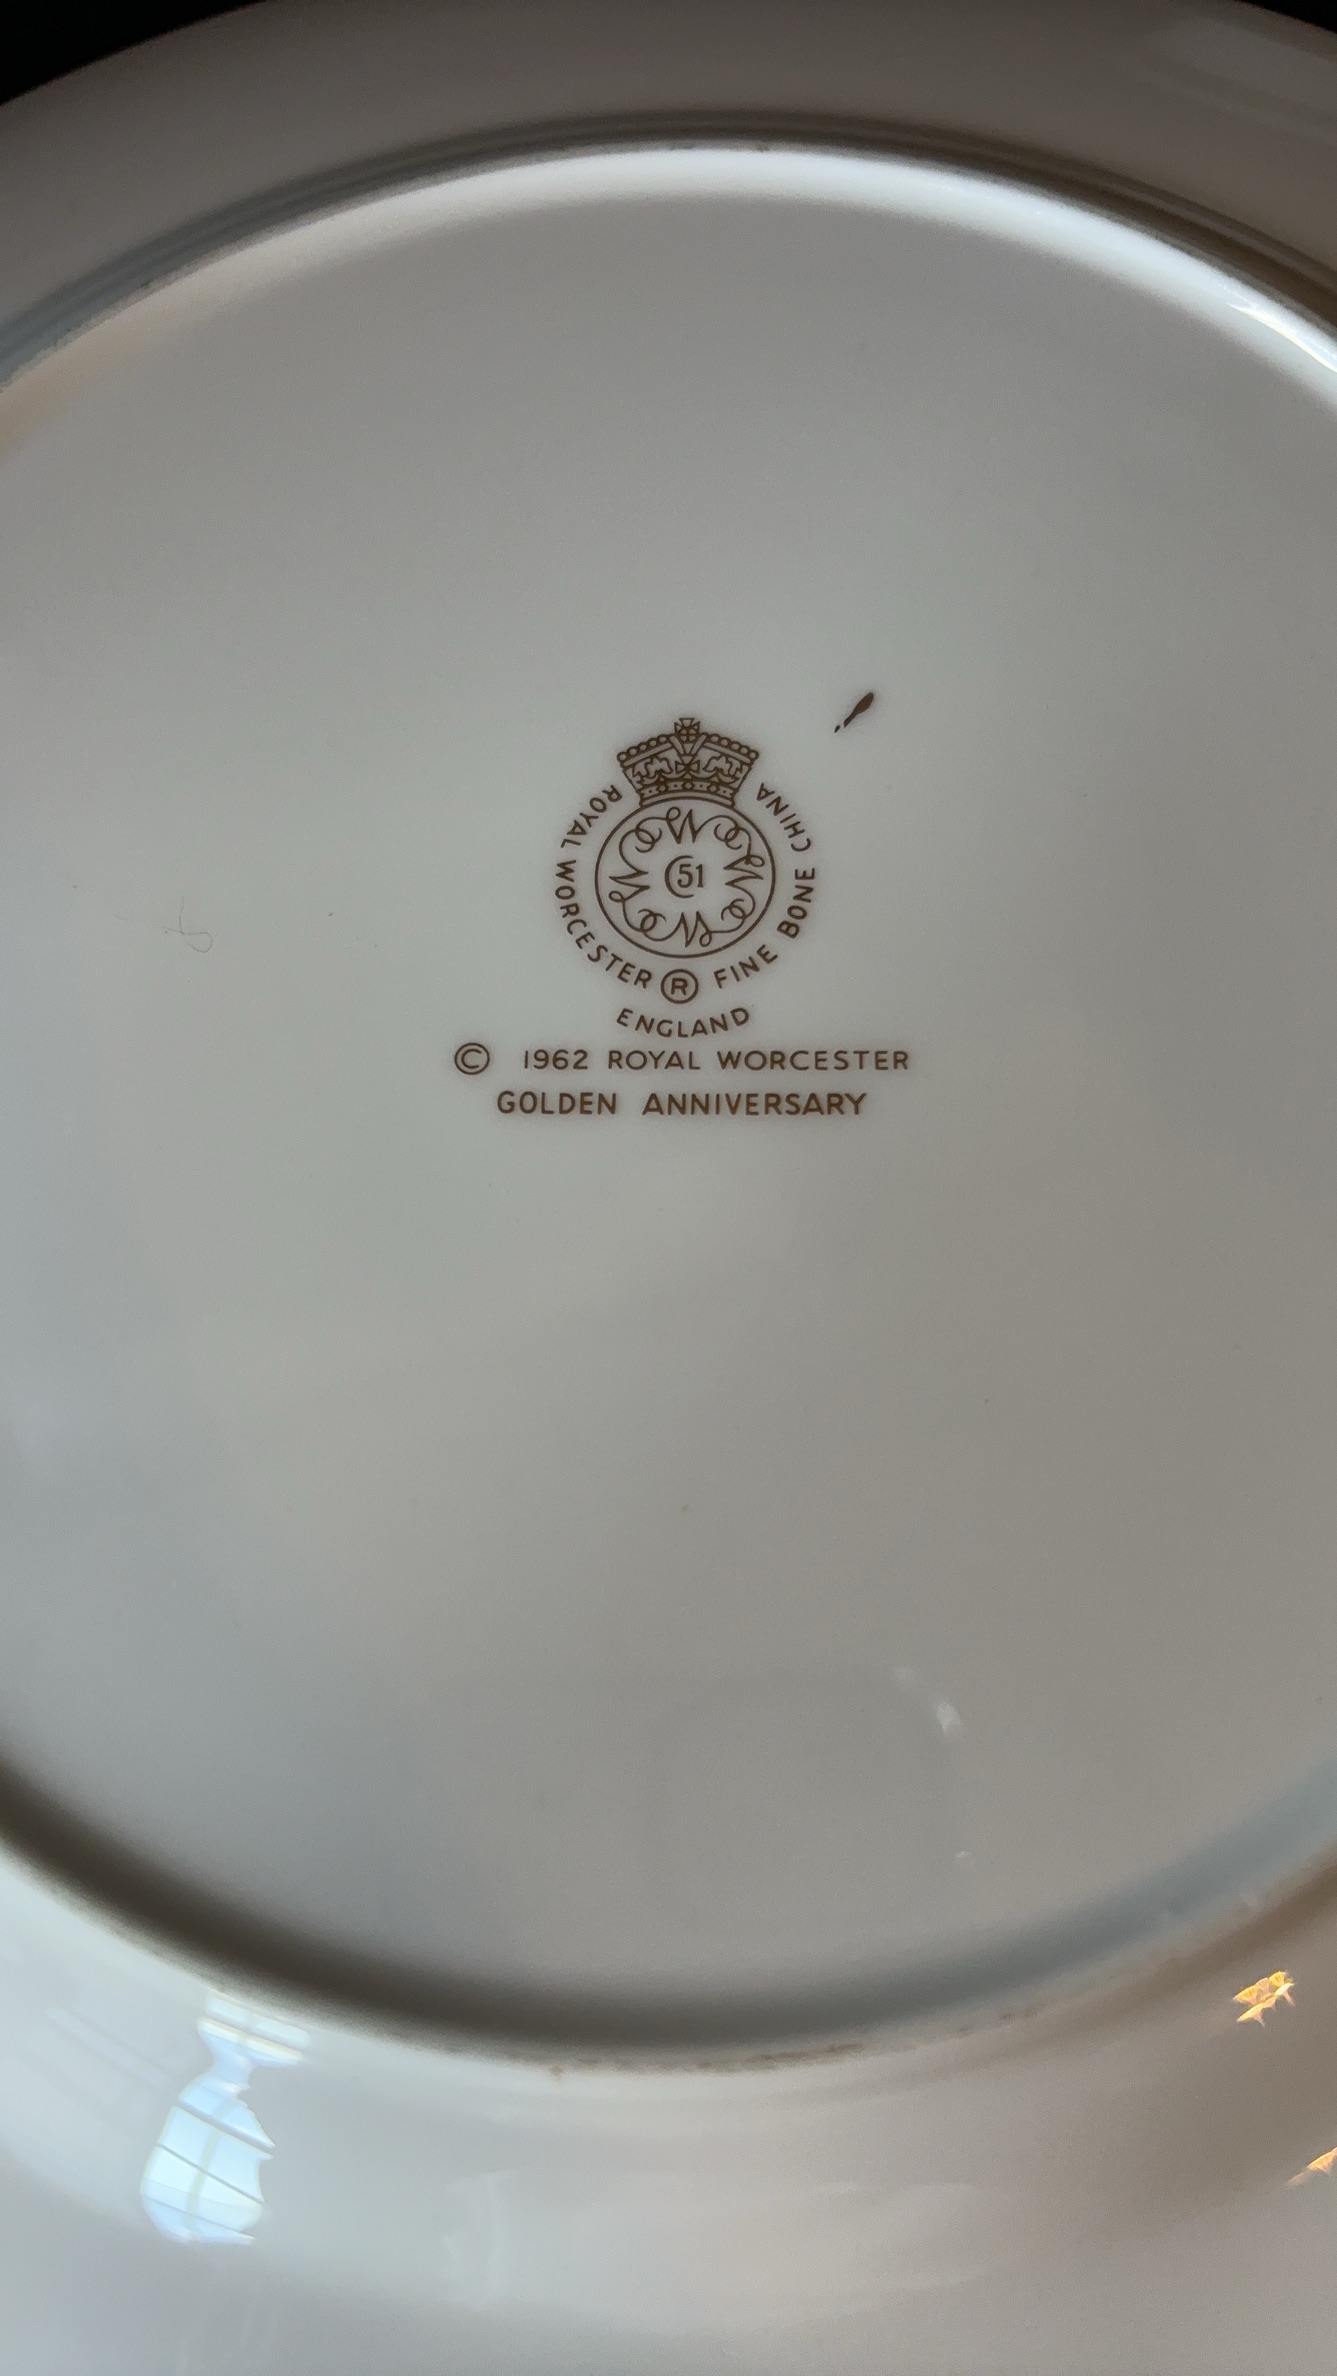 ROYAL WORCESTER ® FINE BONE CHINA
51
ENGLAND
© 1962 ROYAL WORCESTER
GOLDEN ANNIVERSARY